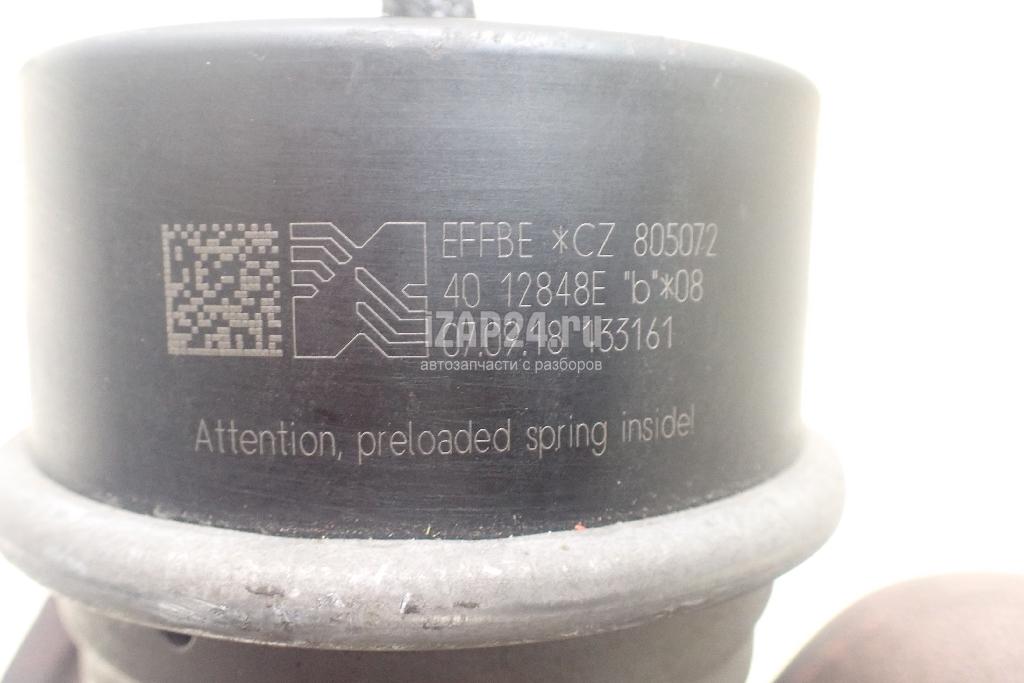 EFFBE *CZ 805072
40 12848E "b"*08
07.09.18 133161
iZAP24.ru
автозапчасти с разборов
Attention, preloaded spring inside!